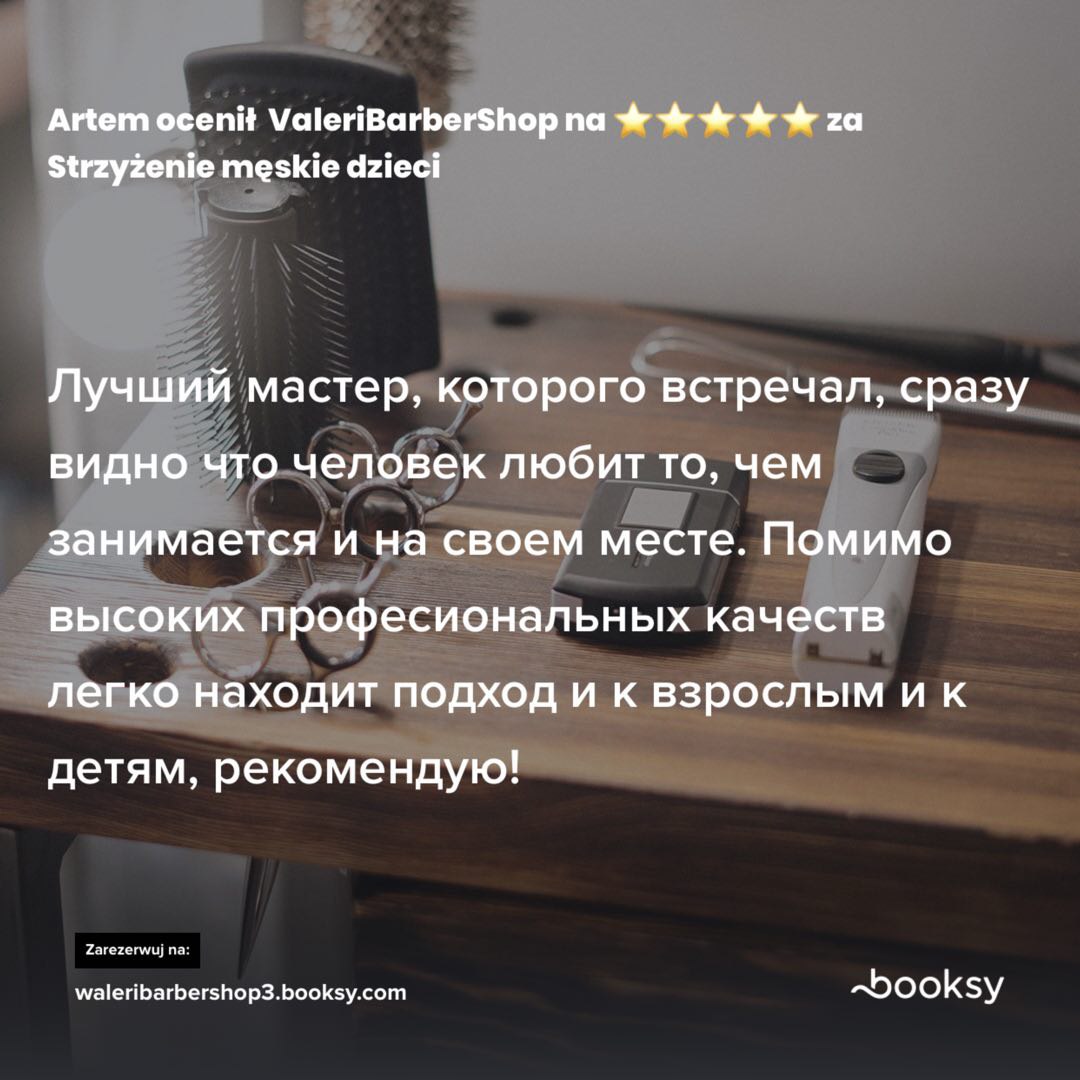 Artem ocenił ValeriBarberShop na ⭐⭐⭐⭐⭐ za
Strzyżenie męskie dzieci
Лучший мастер, которого встречал, сразу
видно что человек любит то, чем
занимается и на своем месте. Помимо
высоких професиональных качеств
легко находит подход и к взрослым и к
детям, рекомендую!
Zarezerwuj na:
waleribarbershop3.booksy.com
booksy